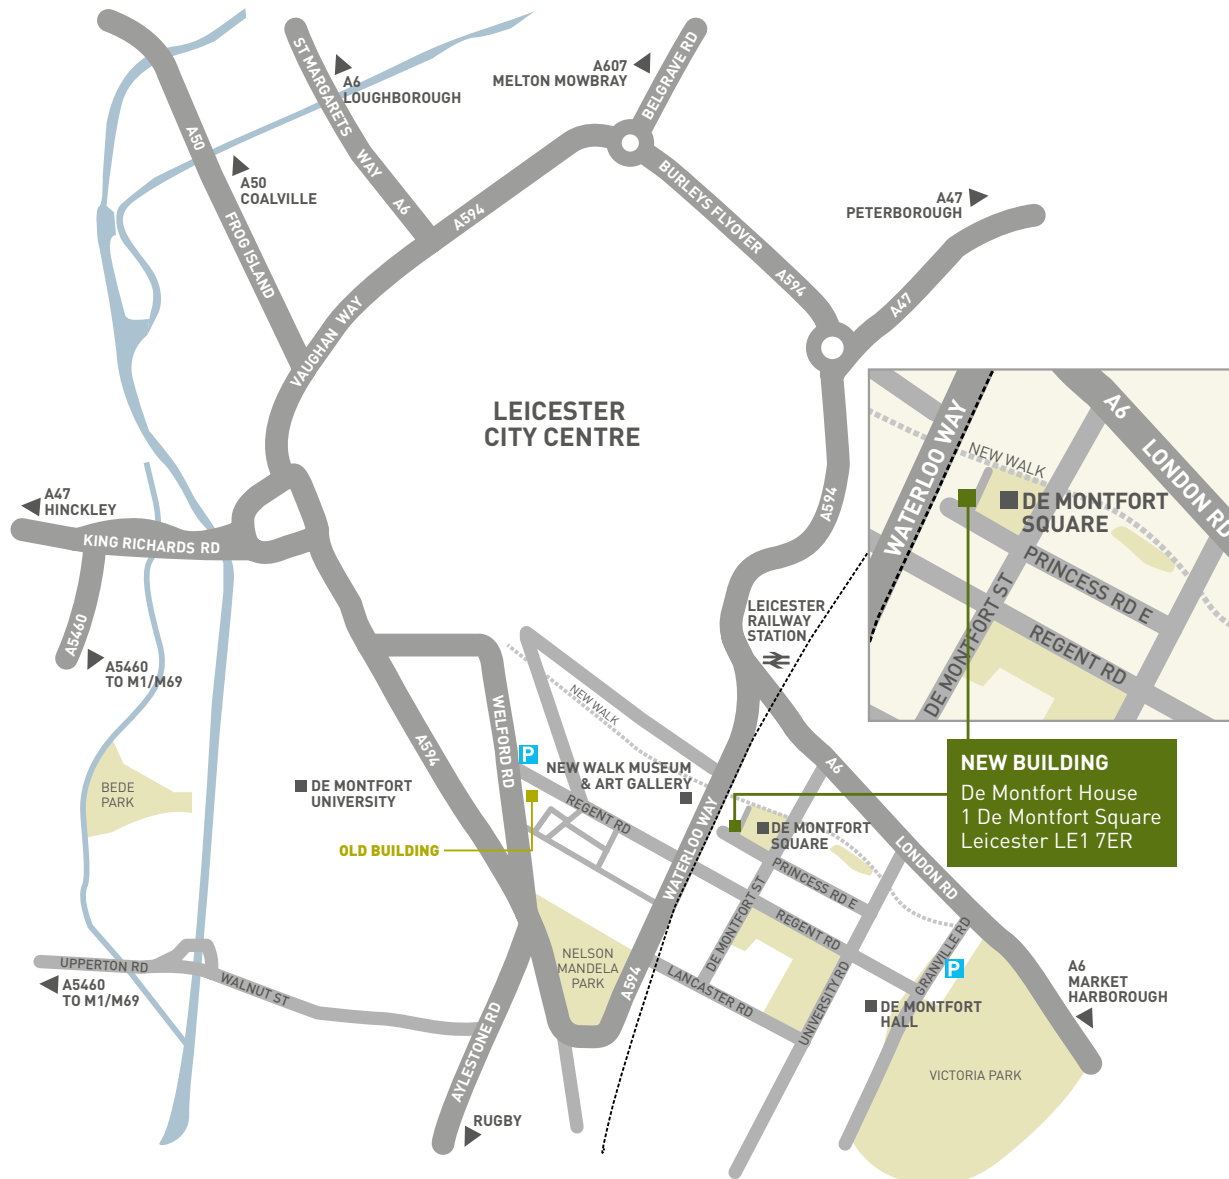 A6
LOUGHBOROUGH
ST MARGARETS WAY A6
A607
MELTON MOWBRAY
BELGRAVE RD
A50
FROG ISLAND
A50
COALVILLE
A594
BURLEYS FLYOVER
A594
A47
PETERBOROUGH
A47
VAUGHAN WAY
LEICESTER
CITY CENTRE
A47
HINCKLEY
KING RICHARDS RD
A5460
A5460
TO M1/M69
A594
LEICESTER
RAILWAY
STATION
NEW WALK
WATERLOO WAY
A6
LONDON RD
DE MONTFORT
SQUARE
PRINCESS RD E
REGENT RD
DE MONTFORT ST
NEW BUILDING
De Montfort House
1 De Montfort Square
Leicester LE1 7ER
BEDE
PARK
DE MONTFORT
UNIVERSITY
A594
WELFORD RD
P
NEW WALK
NEW WALK MUSEUM
& ART GALLERY
REGENT RD
OLD BUILDING
WATERLOO WAY
A594
DE MONTFORT
SQUARE
A6
LONDON RD
PRINCESS RD E
DE MONTFORT ST
REGENT RD
LANCASTER RD
UNIVERSITY RD
GRANVILLE RD
P
DE MONTFORT
HALL
NELSON
MANDELA
PARK
A6
MARKET
HARBOROUGH
VICTORIA PARK
UPPERTON RD
A5460
TO M1/M69
WALNUT ST
AYLESTONE RD
RUGBY